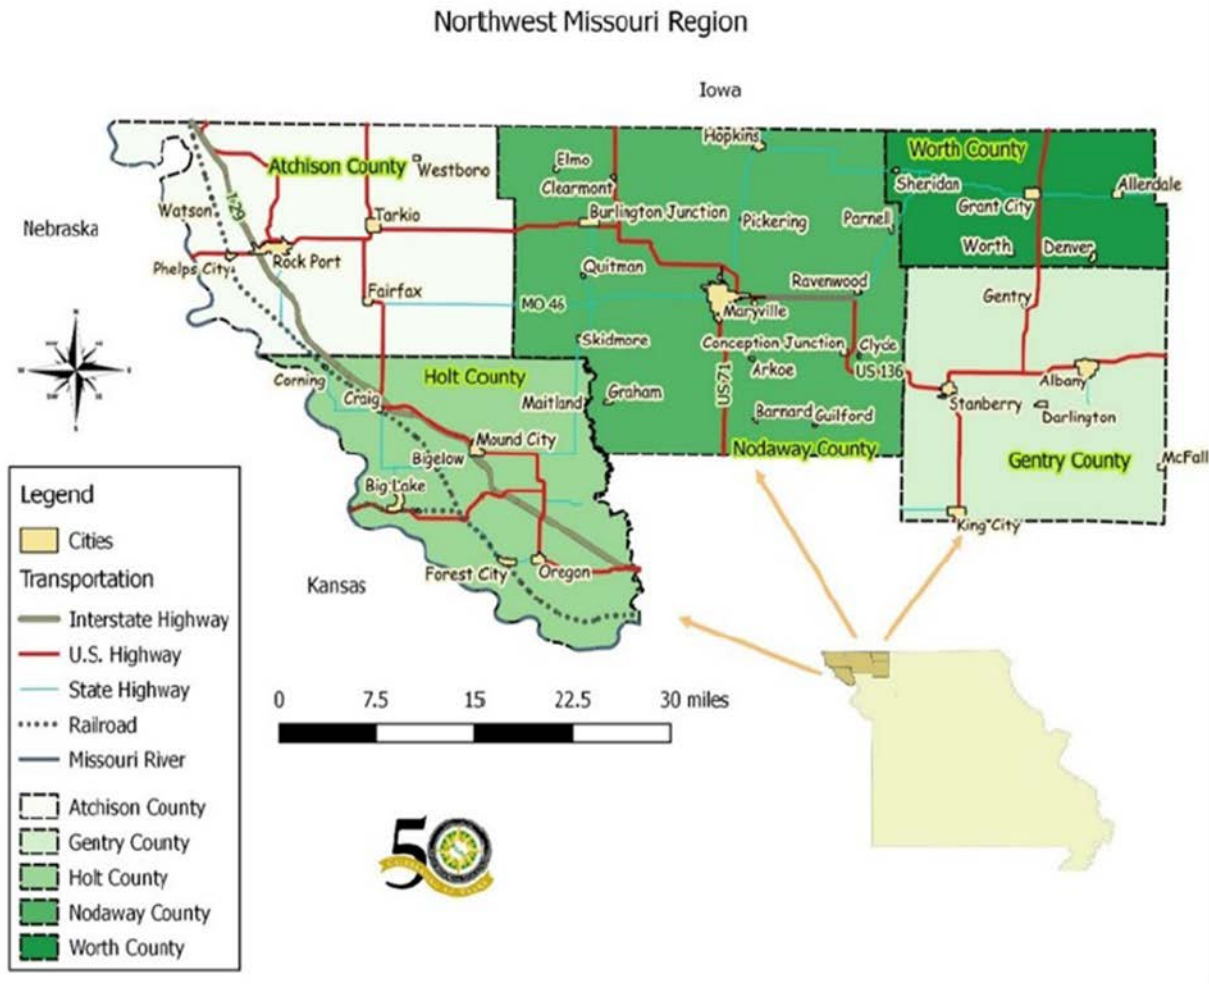 Northwest Missouri Region
Iowa
Hopkins
Worth County
Elmo
Atchison County
Westboro
Clearmont
Sheridan
Allendale
I-29
Watson
Tarkio
Burlington Junction
Pickering
Parnell
Grant City
Nebraska
Worth
Denver
Phelps City
Rock Port
Quitman
Ravenwood
Fairfax
MO 46
Gentry
Maryville
Skidmore
Conception Junction
Clyde
Arkoe
US 136
Corning
Holt County
US 71
Albany
Craig
Maitland
Graham
Stanberry
Darlington
Barnard
Guilford
Mound City
Nodaway County
Bigelow
Gentry County
McFall
Big Lake
King City
Forest City
Oregon
Kansas
N
W
E
S
Legend
Cities
Transportation
Interstate Highway
U.S. Highway
State Highway
Railroad
Missouri River
Atchison County
Gentry County
Holt County
Nodaway County
Worth County
0 7.5 15 22.5 30 miles
50